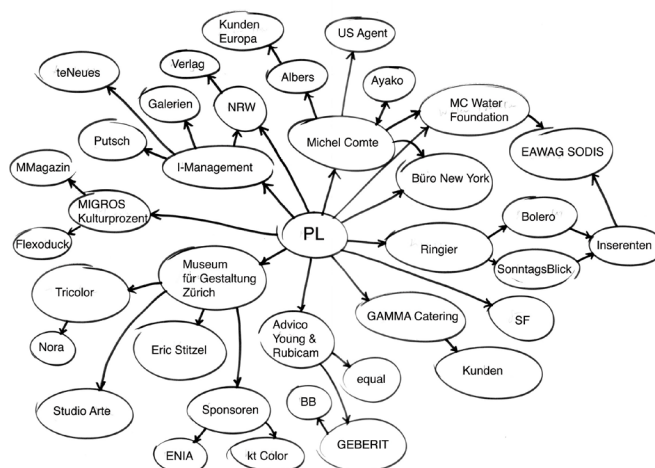 Kunden
Europa
US Agent
Verlag
teNeues
Albers
Ayako
Galerien
NRW
MC Water
Foundation
Putsch
Michel Comte
EAWAG SODIS
I-Management
MMagazin
Büro New York
MIGROS
Kulturprozent
Bolero
PL
Flexoduck
Ringier
Inserenten
Museum
für Gestaltung
Zürich
SonntagsBlick
Tricolor
GAMMA Catering
SF
Advico
Young &
Rubicam
Nora
Eric Stitzel
Kunden
equal
BB
Studio Arte
Sponsoren
GEBERIT
ENIA
kt Color